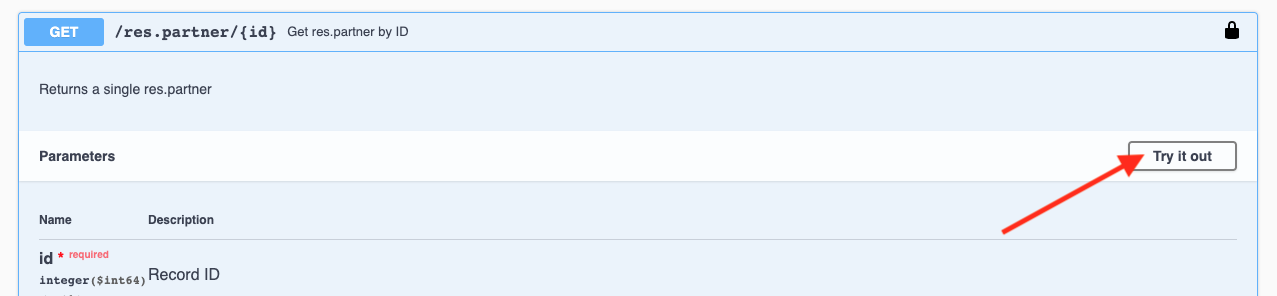 GET /res.partner/{id} Get res.partner by ID
Returns a single res.partner
Parameters Try it out
Name Description
id * required
integer($int64) Record ID